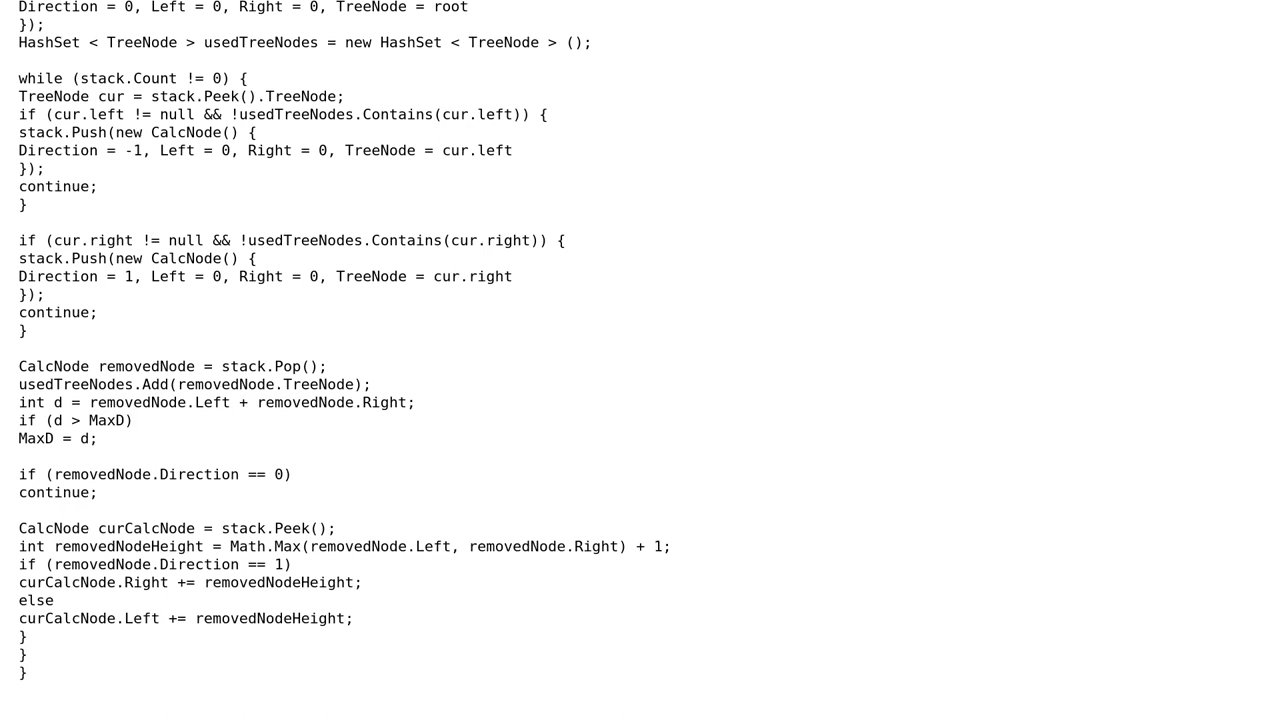 Direction = 0, Left = 0, Right = 0, TreeNode = root
});
HashSet < TreeNode > usedTreeNodes = new HashSet < TreeNode > ();
while (stack.Count != 0) {
TreeNode cur = stack.Peek().TreeNode;
if (cur.left != null && !usedTreeNodes.Contains(cur.left)) {
stack.Push(new CalcNode() {
Direction = -1, Left = 0, Right = 0, TreeNode = cur.left
});
continue;
}
if (cur.right != null && !usedTreeNodes.Contains(cur.right)) {
stack.Push(new CalcNode() {
Direction = 1, Left = 0, Right = 0, TreeNode = cur.right
});
continue;
}
CalcNode removedNode = stack.Pop();
usedTreeNodes.Add(removedNode.TreeNode);
int d = removedNode.Left + removedNode.Right;
if (d > MaxD)
MaxD = d;
if (removedNode.Direction == 0)
continue;
CalcNode curCalcNode = stack.Peek();
int removedNodeHeight = Math.Max(removedNode.Left, removedNode.Right) + 1;
if (removedNode.Direction == 1)
curCalcNode.Right += removedNodeHeight;
else
curCalcNode.Left += removedNodeHeight;
}
}
}